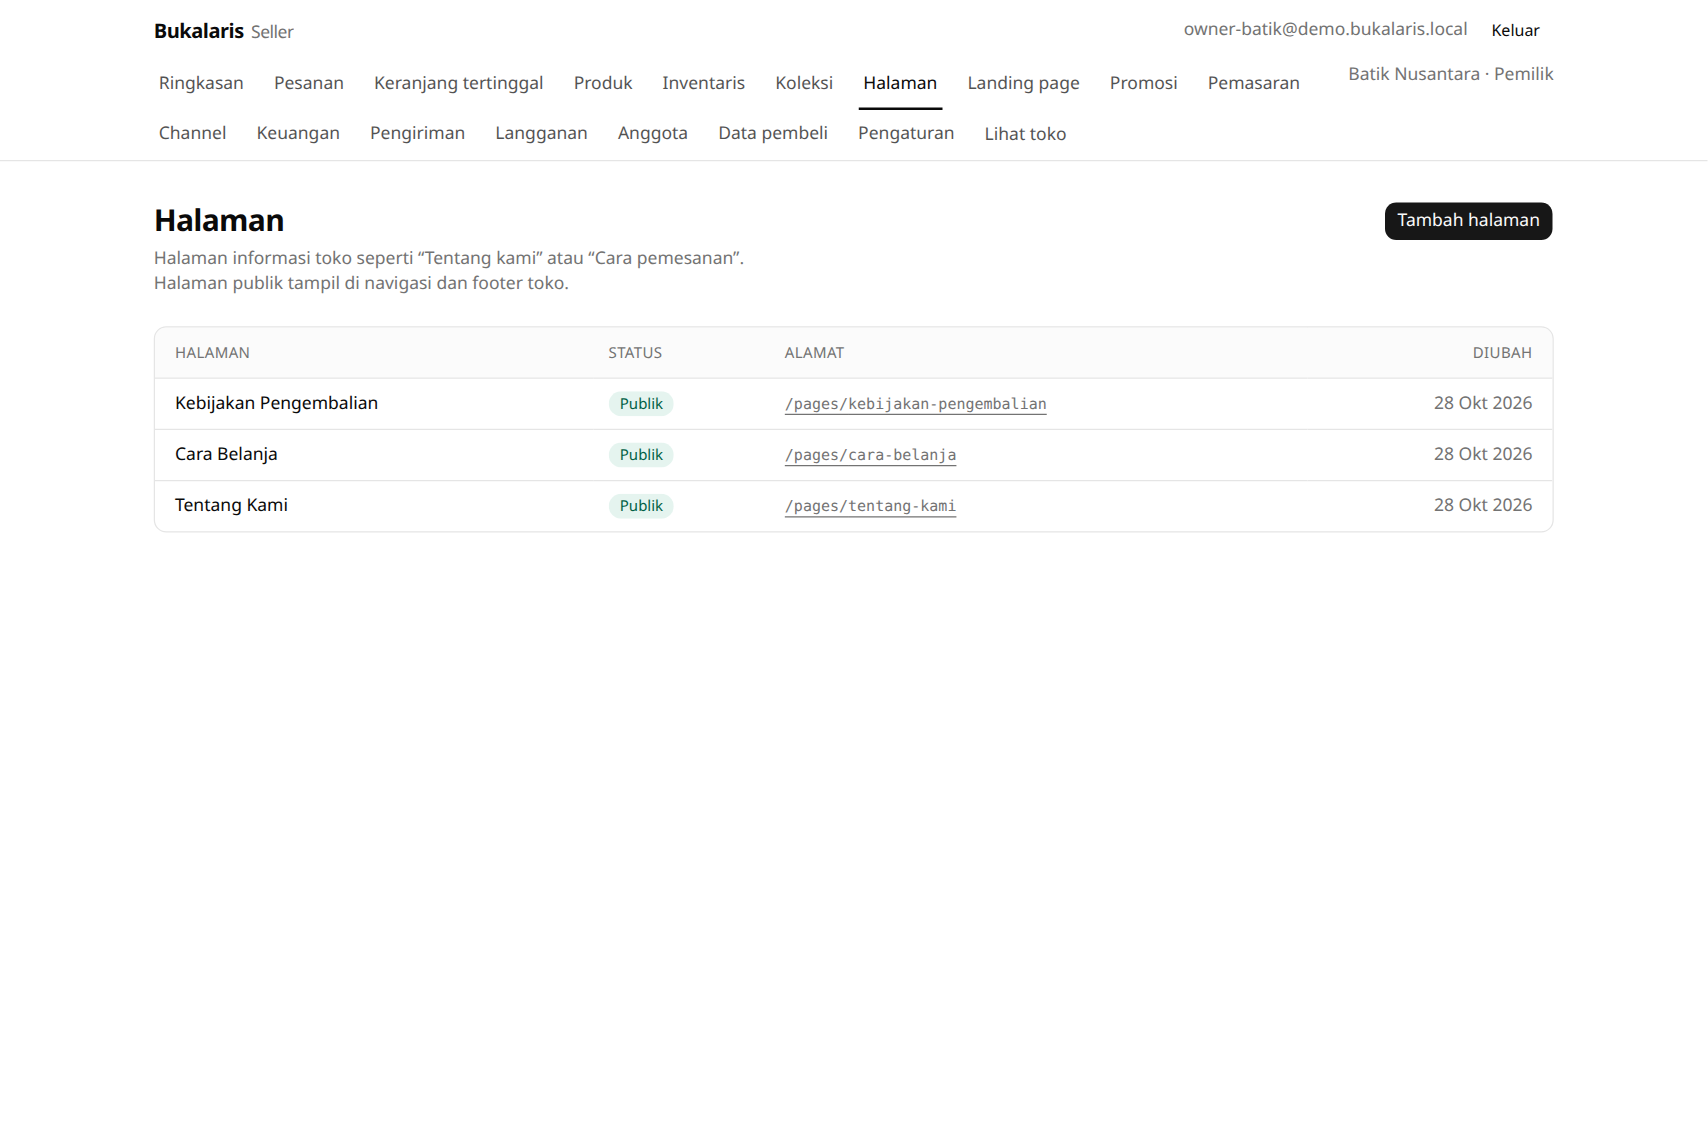 Bukalaris Seller
owner-batik@demo.bukalaris.local Keluar
Ringkasan Pesanan Keranjang tertinggal Produk Inventaris Koleksi Halaman Landing page Promosi Pemasaran
Batik Nusantara · Pemilik
Channel Keuangan Pengiriman Langganan Anggota Data pembeli Pengaturan Lihat toko
Halaman
Tambah halaman
Halaman informasi toko seperti “Tentang kami” atau “Cara pemesanan”.
Halaman publik tampil di navigasi dan footer toko.
HALAMAN STATUS ALAMAT DIUBAH
Kebijakan Pengembalian Publik /pages/kebijakan-pengembalian 28 Okt 2026
Cara Belanja Publik /pages/cara-belanja 28 Okt 2026
Tentang Kami Publik /pages/tentang-kami 28 Okt 2026